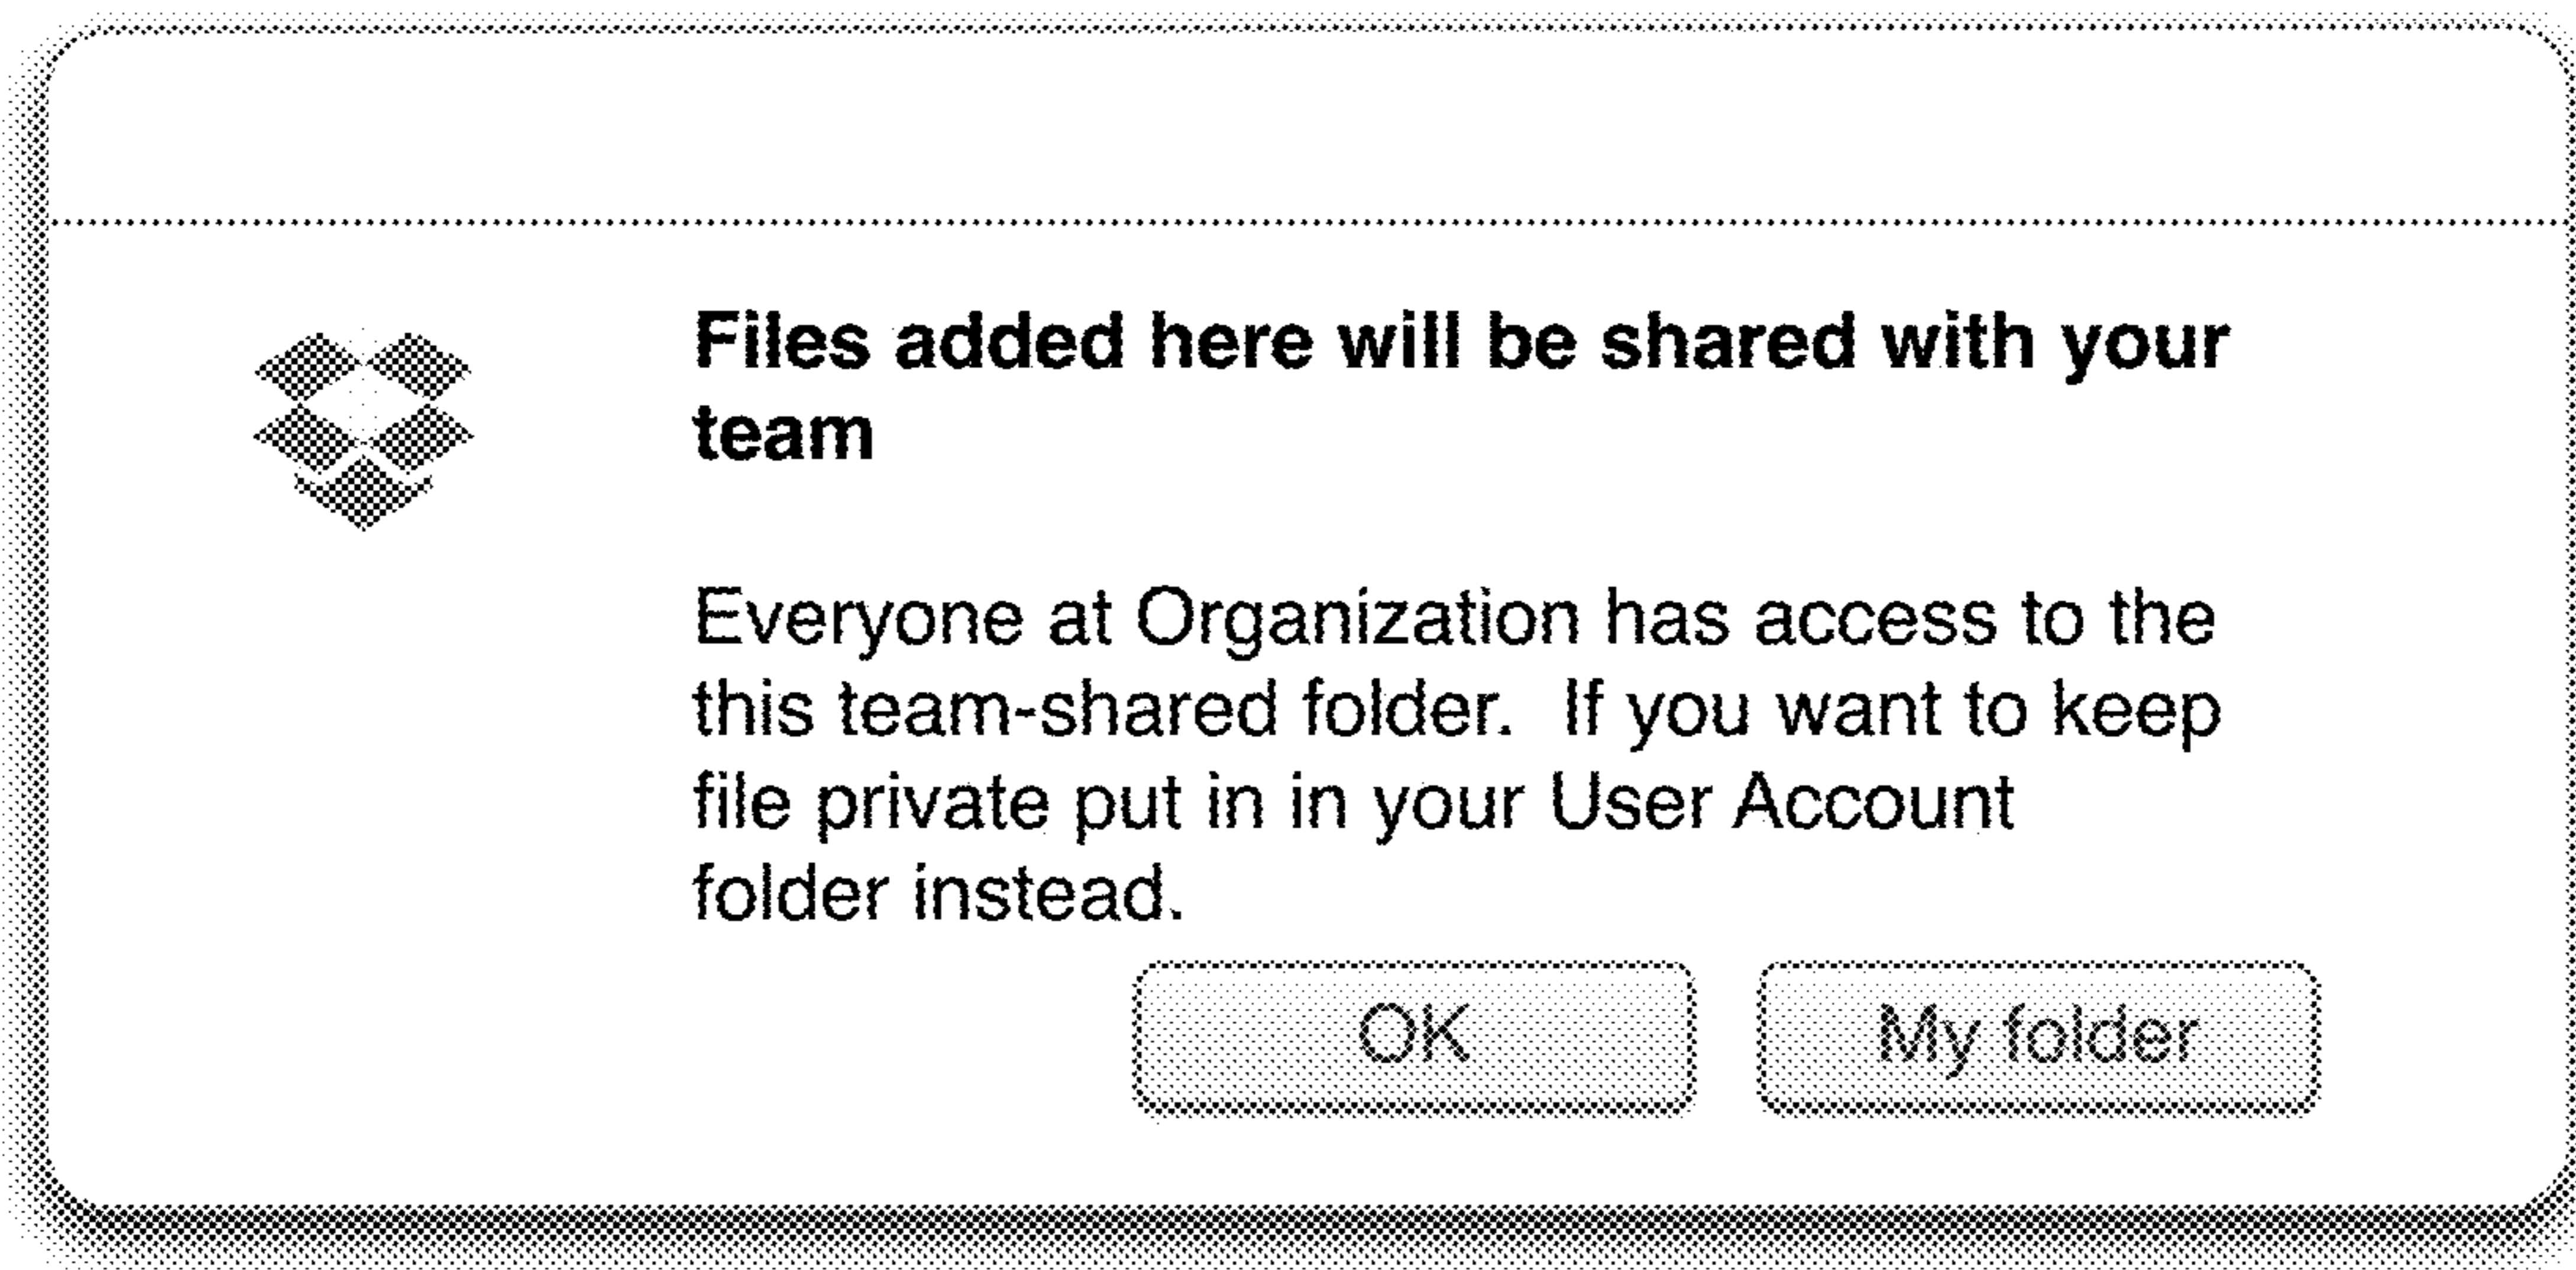 Files added here will be shared with your
team
Everyone at Organization has access to the
this team-shared folder.  If you want to keep
file private put in in your User Account
folder instead.
OK
My folder